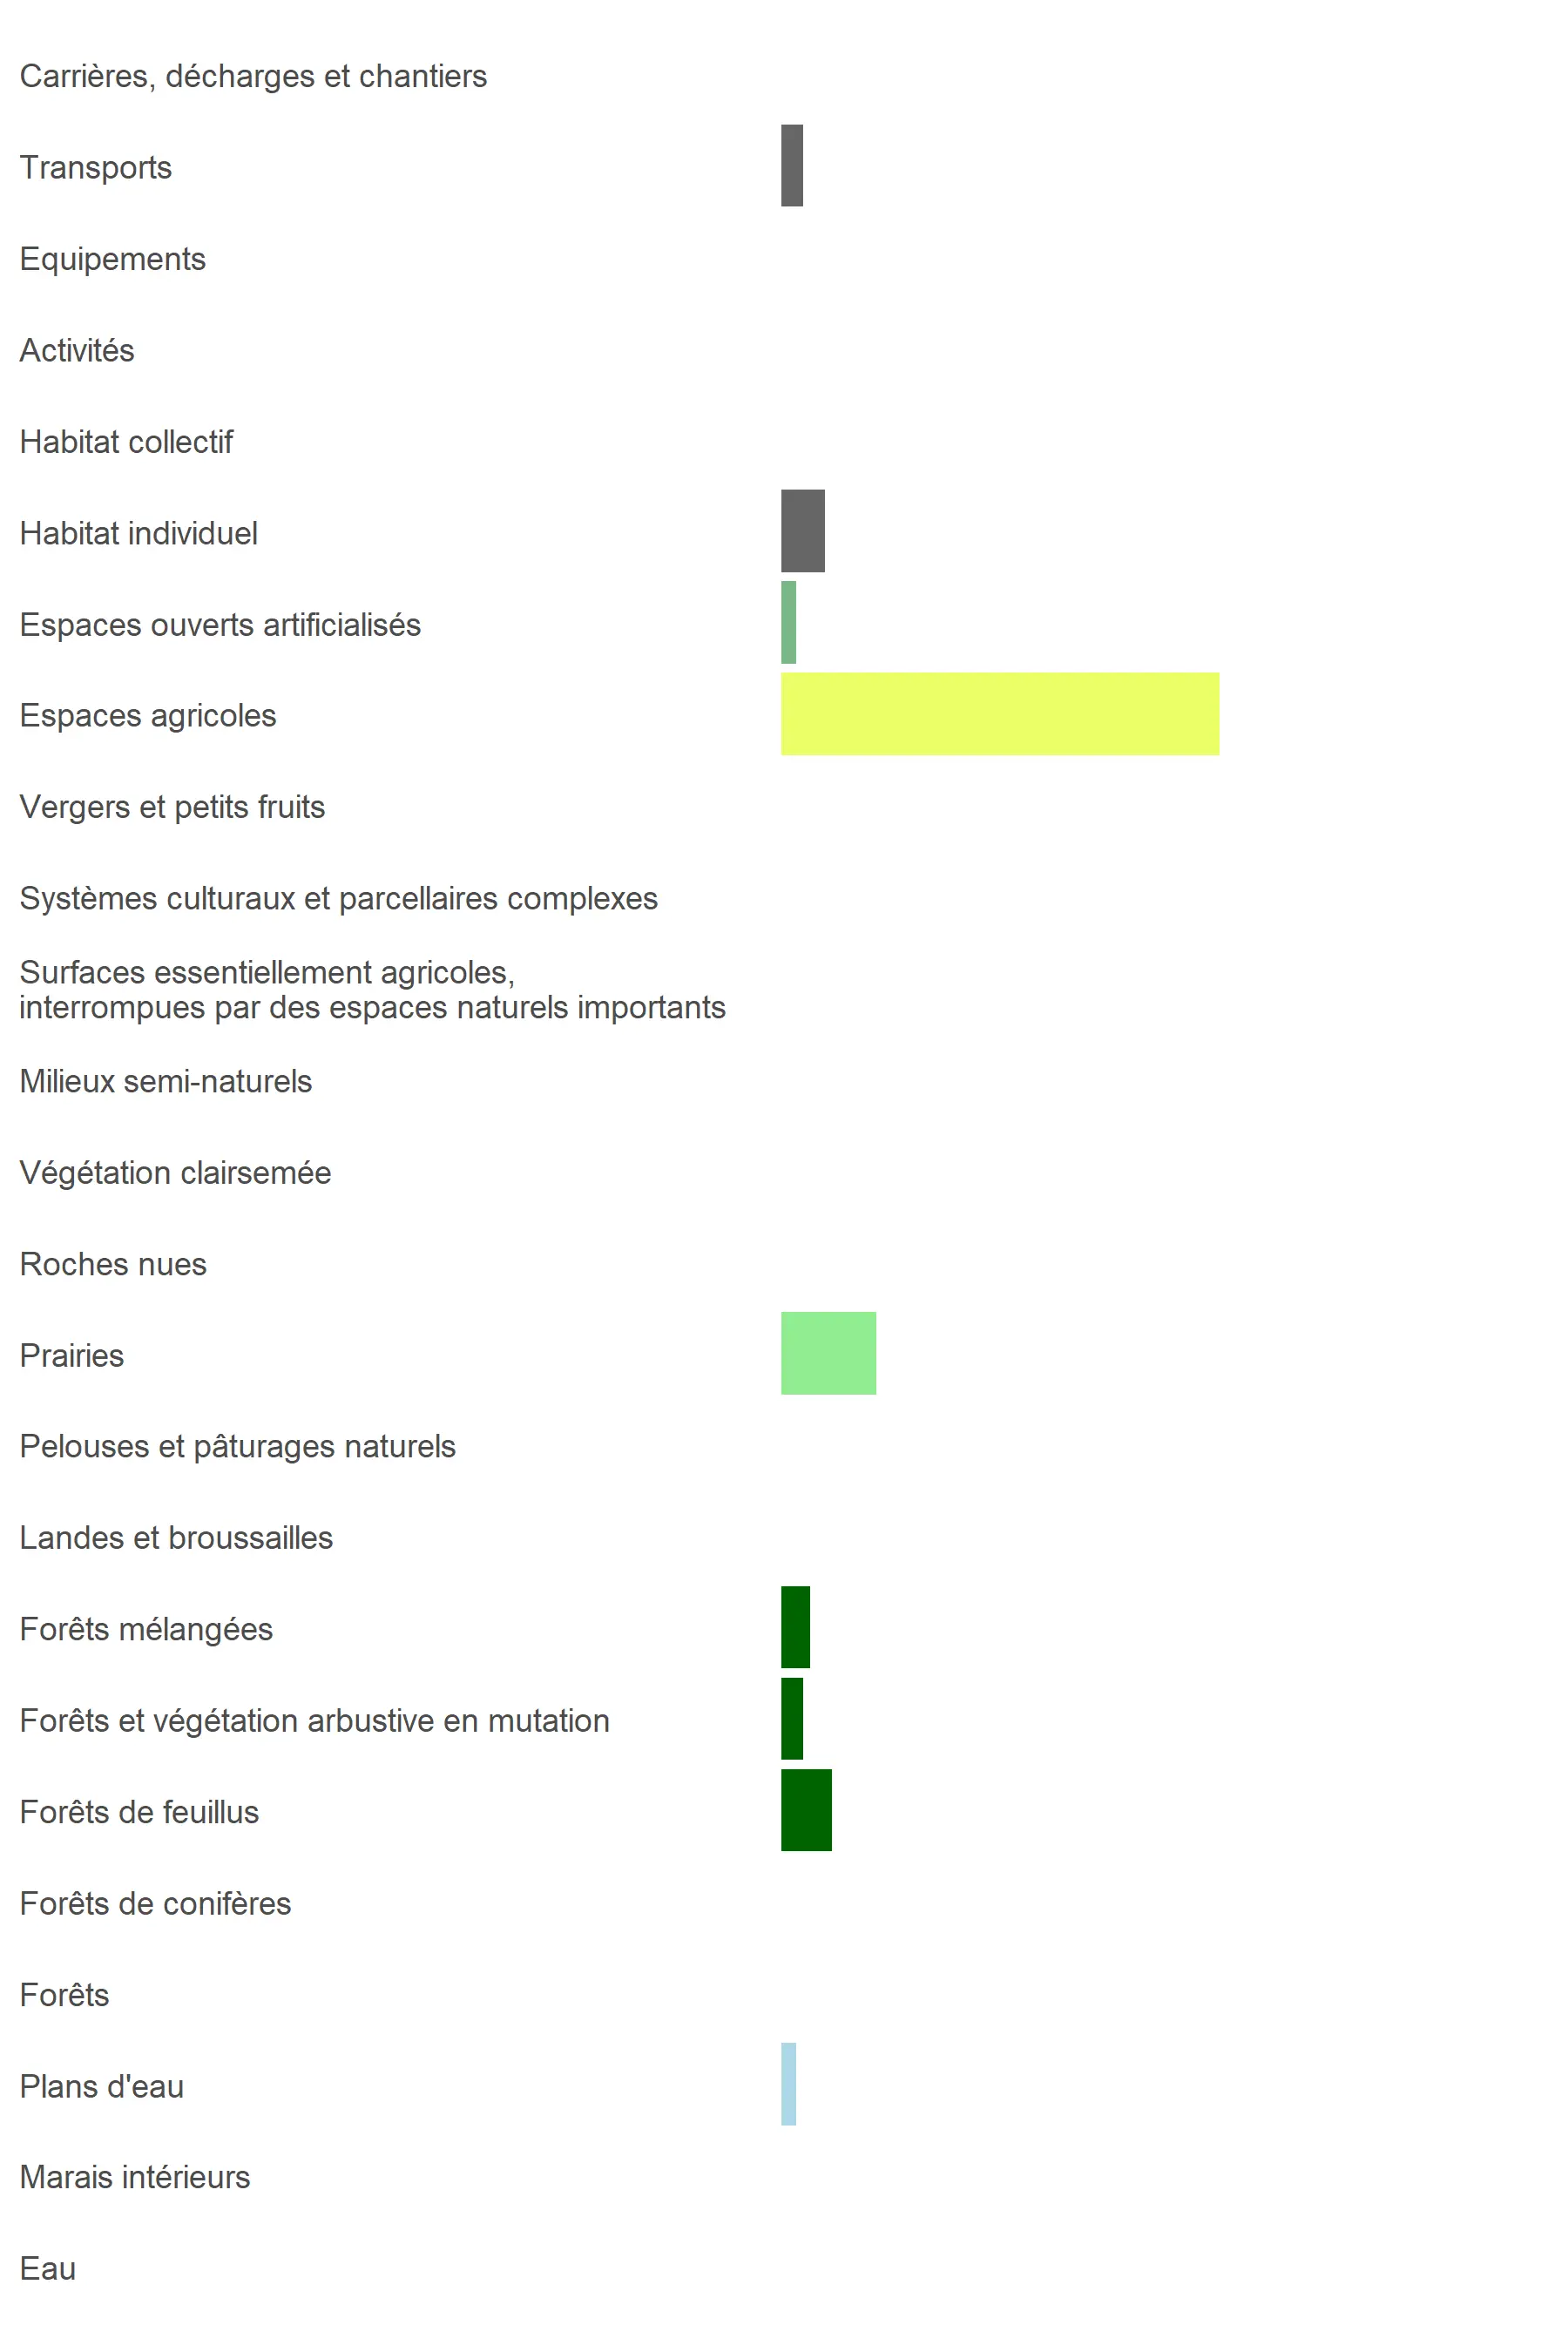 Carrières, décharges et chantiers
Transports
Equipements
Activités
Habitat collectif
Habitat individuel
Espaces ouverts artificialisés
Espaces agricoles
Vergers et petits fruits
Systèmes culturaux et parcellaires complexes
Surfaces essentiellement agricoles,
interrompues par des espaces naturels importants
Milieux semi-naturels
Végétation clairsemée
Roches nues
Prairies
Pelouses et pâturages naturels
Landes et broussailles
Forêts mélangées
Forêts et végétation arbustive en mutation
Forêts de feuillus
Forêts de conifères
Forêts
Plans d'eau
Marais intérieurs
Eau